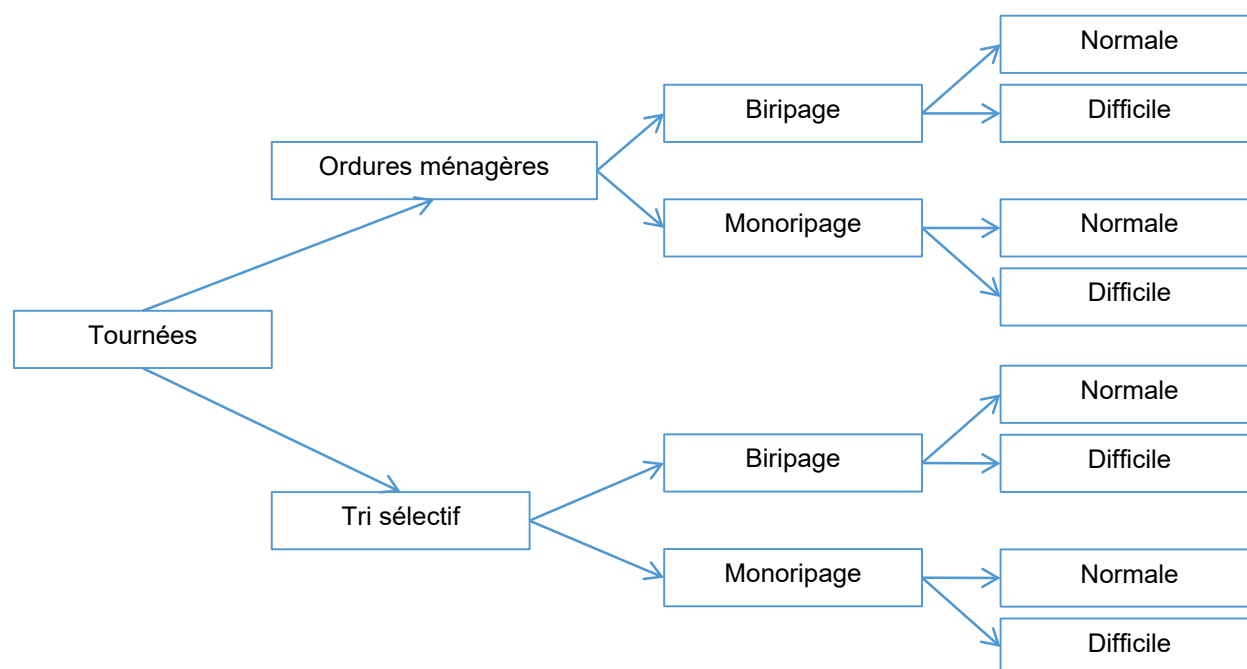 Tournées
Ordures ménagères
Biripage
Normale
Difficile
Monoripage
Normale
Difficile
Tri sélectif
Biripage
Normale
Difficile
Monoripage
Normale
Difficile